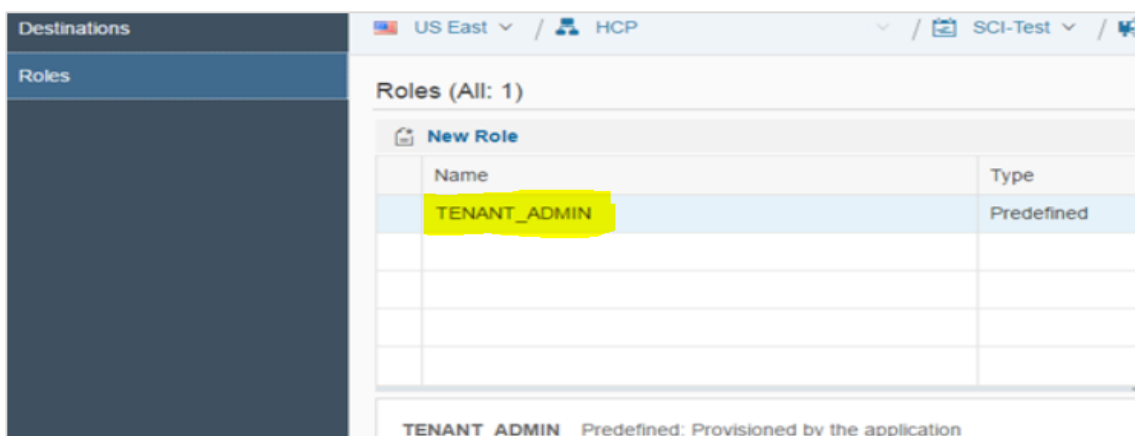 Destinations
US East / HCP / SCI-Test /
Roles
Roles (All: 1)
New Role
Name Type
TENANT_ADMIN Predefined
TENANT_ADMIN Predefined: Provisioned by the application